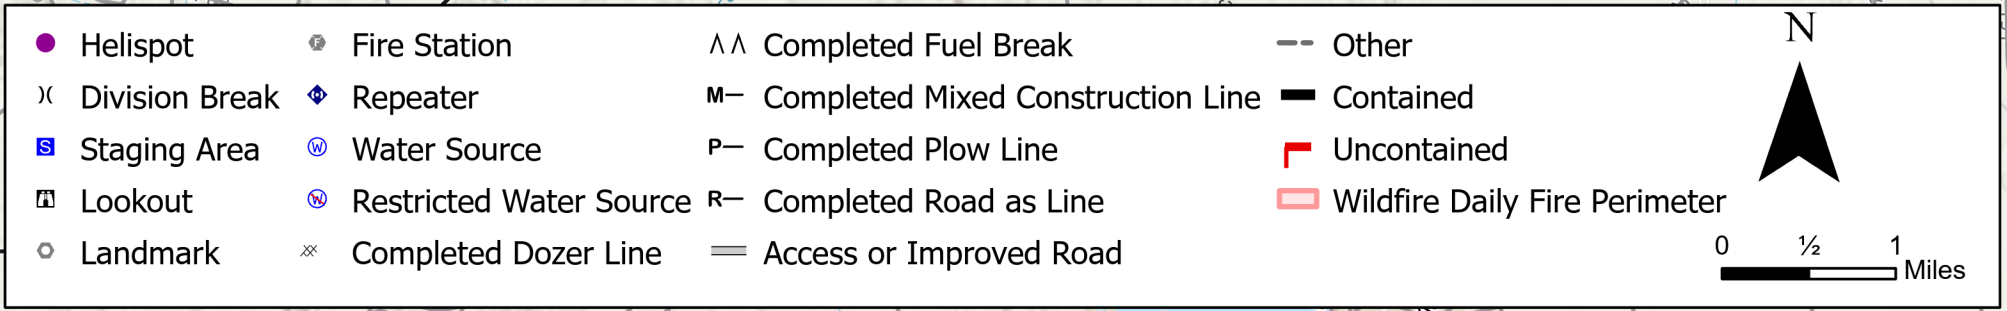 Helispot
Division Break
S Staging Area
Lookout
Landmark
F Fire Station
Repeater
W Water Source
W Restricted Water Source
Completed Dozer Line
Completed Fuel Break
M Completed Mixed Construction Line
P Completed Plow Line
R Completed Road as Line
Access or Improved Road
Other
Contained
Uncontained
Wildfire Daily Fire Perimeter
N
0 ½ 1
Miles